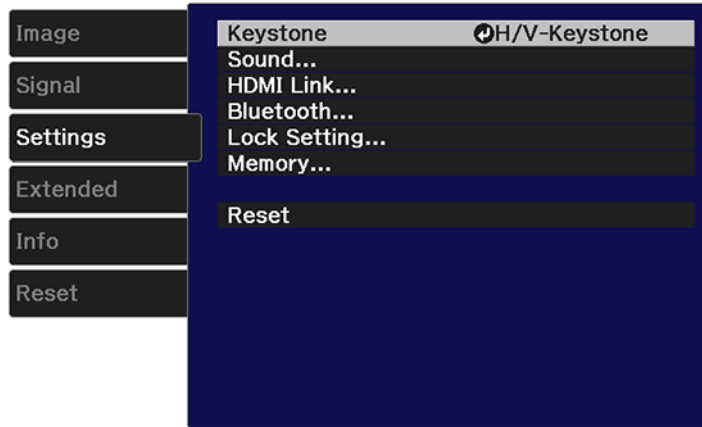 Image
Signal
Settings
Extended
Info
Reset
Keystone H/V-Keystone
Sound...
HDMI Link...
Bluetooth...
Lock Setting...
Memory...
Reset